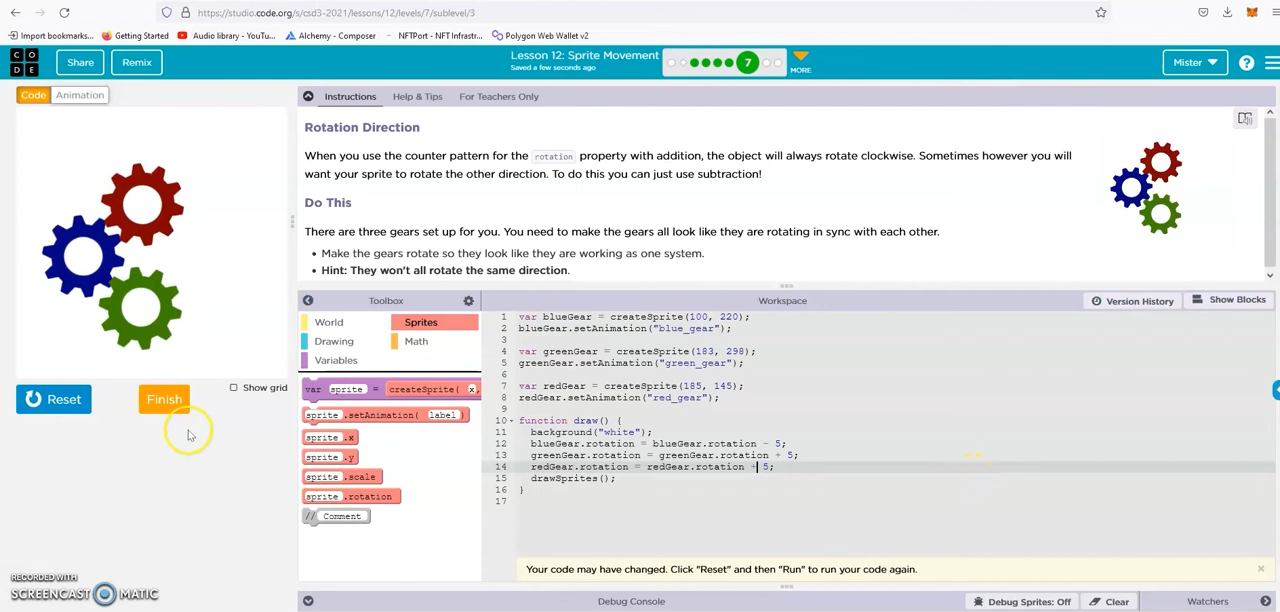 https://studio.code.org/s/csd3-2021/lessons/12/levels/7/sublevel/3
Import bookmarks... Getting Started Audio library - YouTu... Alchemy - Composer NFTPort - NFT Infrastr... Polygon Web Wallet v2
C O D E
Share Remix
Lesson 12: Sprite Movement
Saved a few seconds ago
7
MORE
Mister ?
Code Animation
Instructions Help & Tips For Teachers Only
Rotation Direction
When you use the counter pattern for the rotation property with addition, the object will always rotate clockwise. Sometimes however you will
want your sprite to rotate the other direction. To do this you can just use subtraction!
Do This
There are three gears set up for you. You need to make the gears all look like they are rotating in sync with each other.
• Make the gears rotate so they look like they are working as one system.
• Hint: They won't all rotate the same direction.
Toolbox Workspace Version History Show Blocks
World Sprites
Drawing Math
Variables
var sprite = createSprite( x,
sprite .setAnimation( label )
sprite .x
sprite .y
sprite .scale
sprite .rotation
// Comment
1 var blueGear = createSprite(100, 220);
2 blueGear.setAnimation("blue_gear");
3
4 var greenGear = createSprite(183, 298);
5 greenGear.setAnimation("green_gear");
6
7 var redGear = createSprite(185, 145);
8 redGear.setAnimation("red_gear");
9
10 function draw() {
11 background("white");
12 blueGear.rotation = blueGear.rotation - 5;
13 greenGear.rotation = greenGear.rotation + 5;
14 redGear.rotation = redGear.rotation + 5;
15 drawSprites();
16 }
17
Reset Finish Show grid
Your code may have changed. Click "Reset" and then "Run" to run your code again.
Debug Console Debug Sprites: Off Clear Watchers
RECORDED WITH
SCREENCAST MATIC